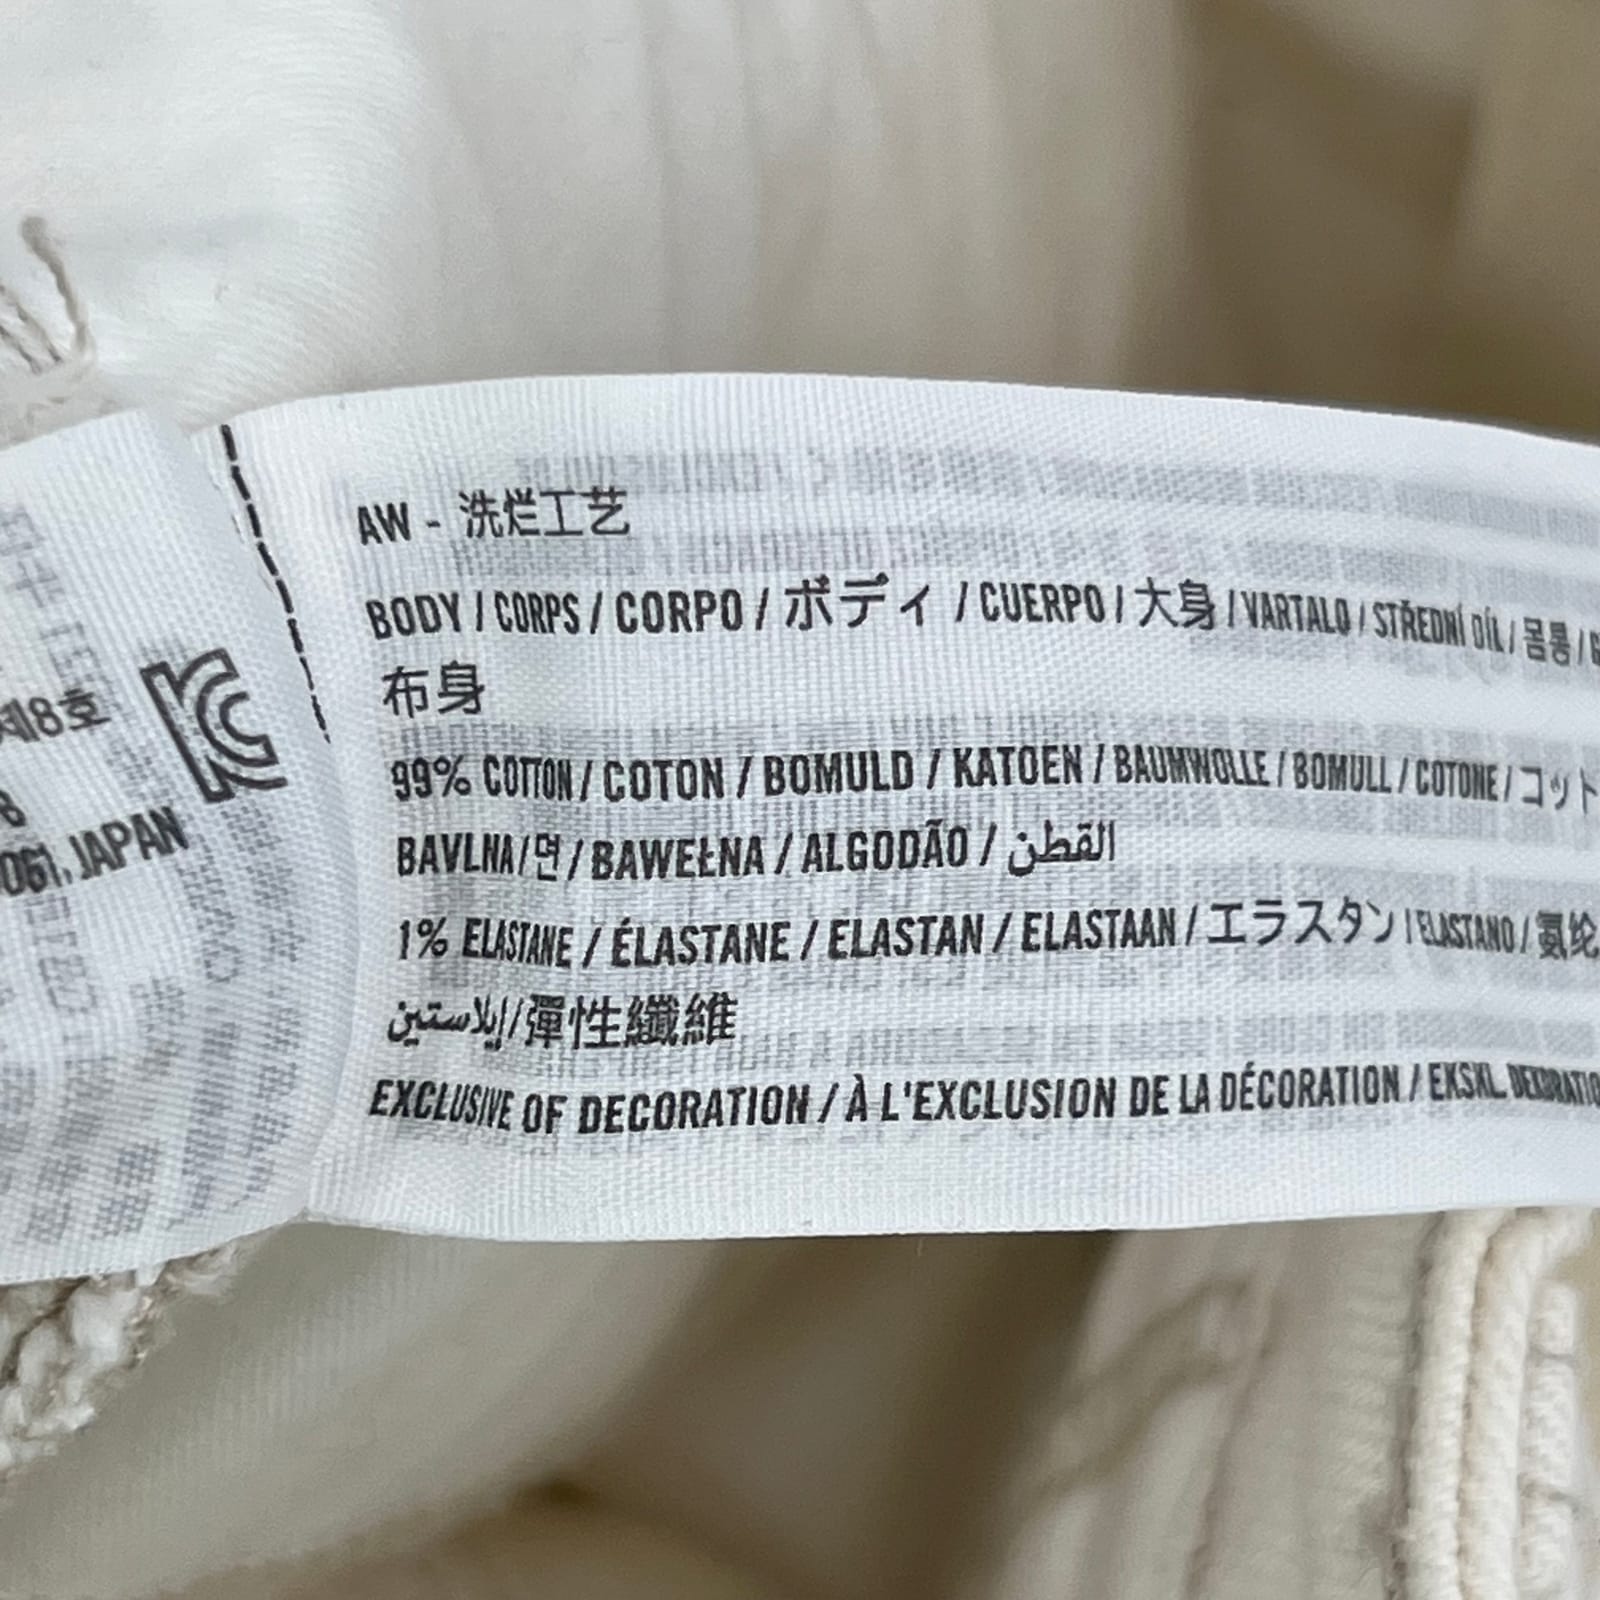 AW - 洗烂工艺
BODY / CORPS / CORPO / ボディ / CUERPO / 大身 / VARTALO / STŘEDNÍ DÍL / 몸통 /
布身
99% COTTON / COTON / BOMULD / KATOEN / BAUMWOLLE / BOMULL / COTONE / コット
BAVLNA / 면 / BAWEŁNA / ALGODÃO / القطن
1% ELASTANE / ÉLASTANE / ELASTAN / ELASTAAN / エラスタン / ELASTANO / 氨纶
إيلاستين/彈性纖維
EXCLUSIVE OF DECORATION / À L'EXCLUSION DE LA DÉCORATION / EKSKL. DEKORATIO
제8호
8
061, JAPAN